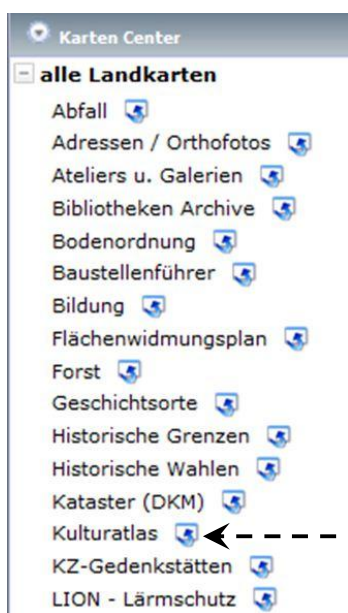 Karten Center
alle Landkarten
Abfall
Adressen / Orthofotos
Ateliers u. Galerien
Bibliotheken Archive
Bodenordnung
Baustellenführer
Bildung
Flächenwidmungsplan
Forst
Geschichtsorte
Historische Grenzen
Historische Wahlen
Kataster (DKM)
Kulturatlas
KZ-Gedenkstätten
LION - Lärmschutz